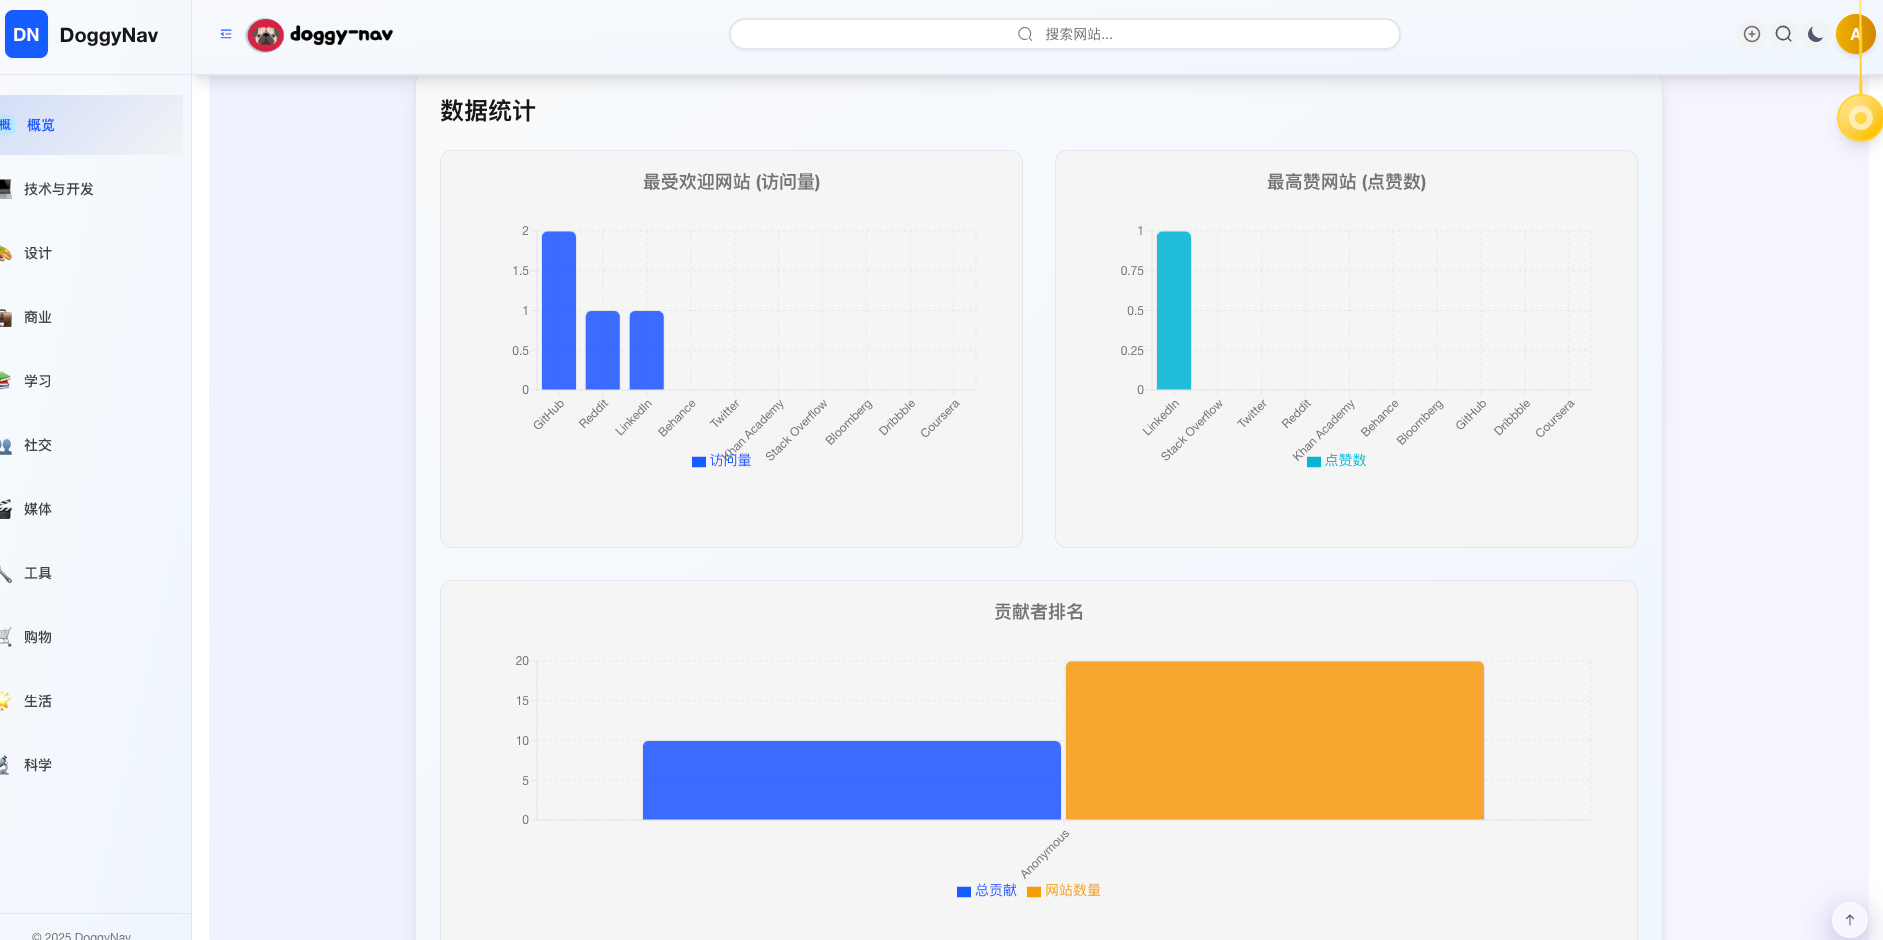 DN DoggyNav
doggy-nav
搜索网站...
A
概 概览
技术与开发
设计
商业
学习
社交
媒体
工具
购物
生活
科学
© 2025 DoggyNav
数据统计
最受欢迎网站 (访问量)
2
1.5
1
0.5
0
GitHub
Reddit
LinkedIn
Behance
Twitter
Khan Academy
Stack Overflow
Bloomberg
Dribbble
Coursera
访问量
最高赞网站 (点赞数)
1
0.75
0.5
0.25
0
LinkedIn
Stack Overflow
Twitter
Reddit
Khan Academy
Behance
Bloomberg
GitHub
Dribbble
Coursera
点赞数
贡献者排名
20
15
10
5
0
Anonymous
总贡献 网站数量